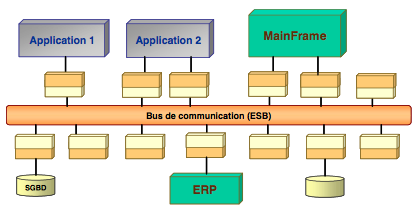 Application 1
Application 2
MainFrame
Bus de communication (ESB)
SGBD
ERP